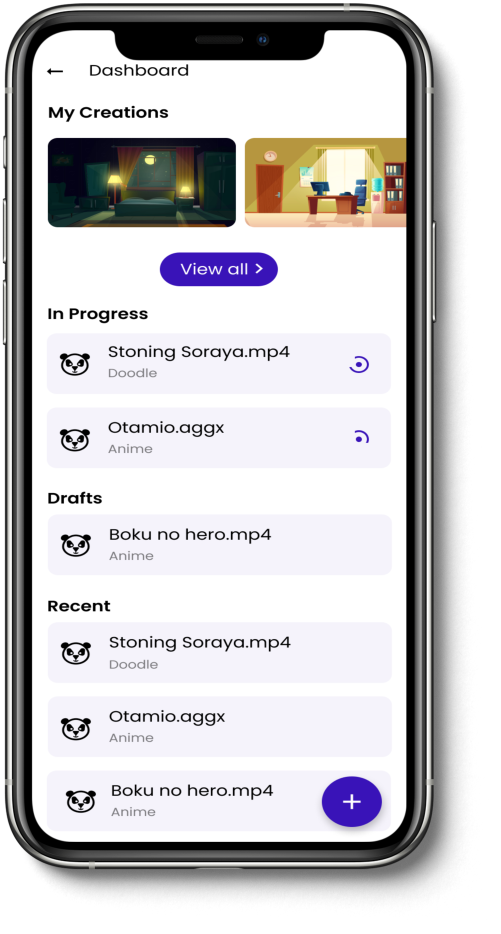 ← Dashboard
My Creations
View all >
In Progress
Stoning Soraya.mp4
Doodle
Otamio.aggx
Anime
Drafts
Boku no hero.mp4
Anime
Recent
Stoning Soraya.mp4
Doodle
Otamio.aggx
Anime
Boku no hero.mp4
Anime
+